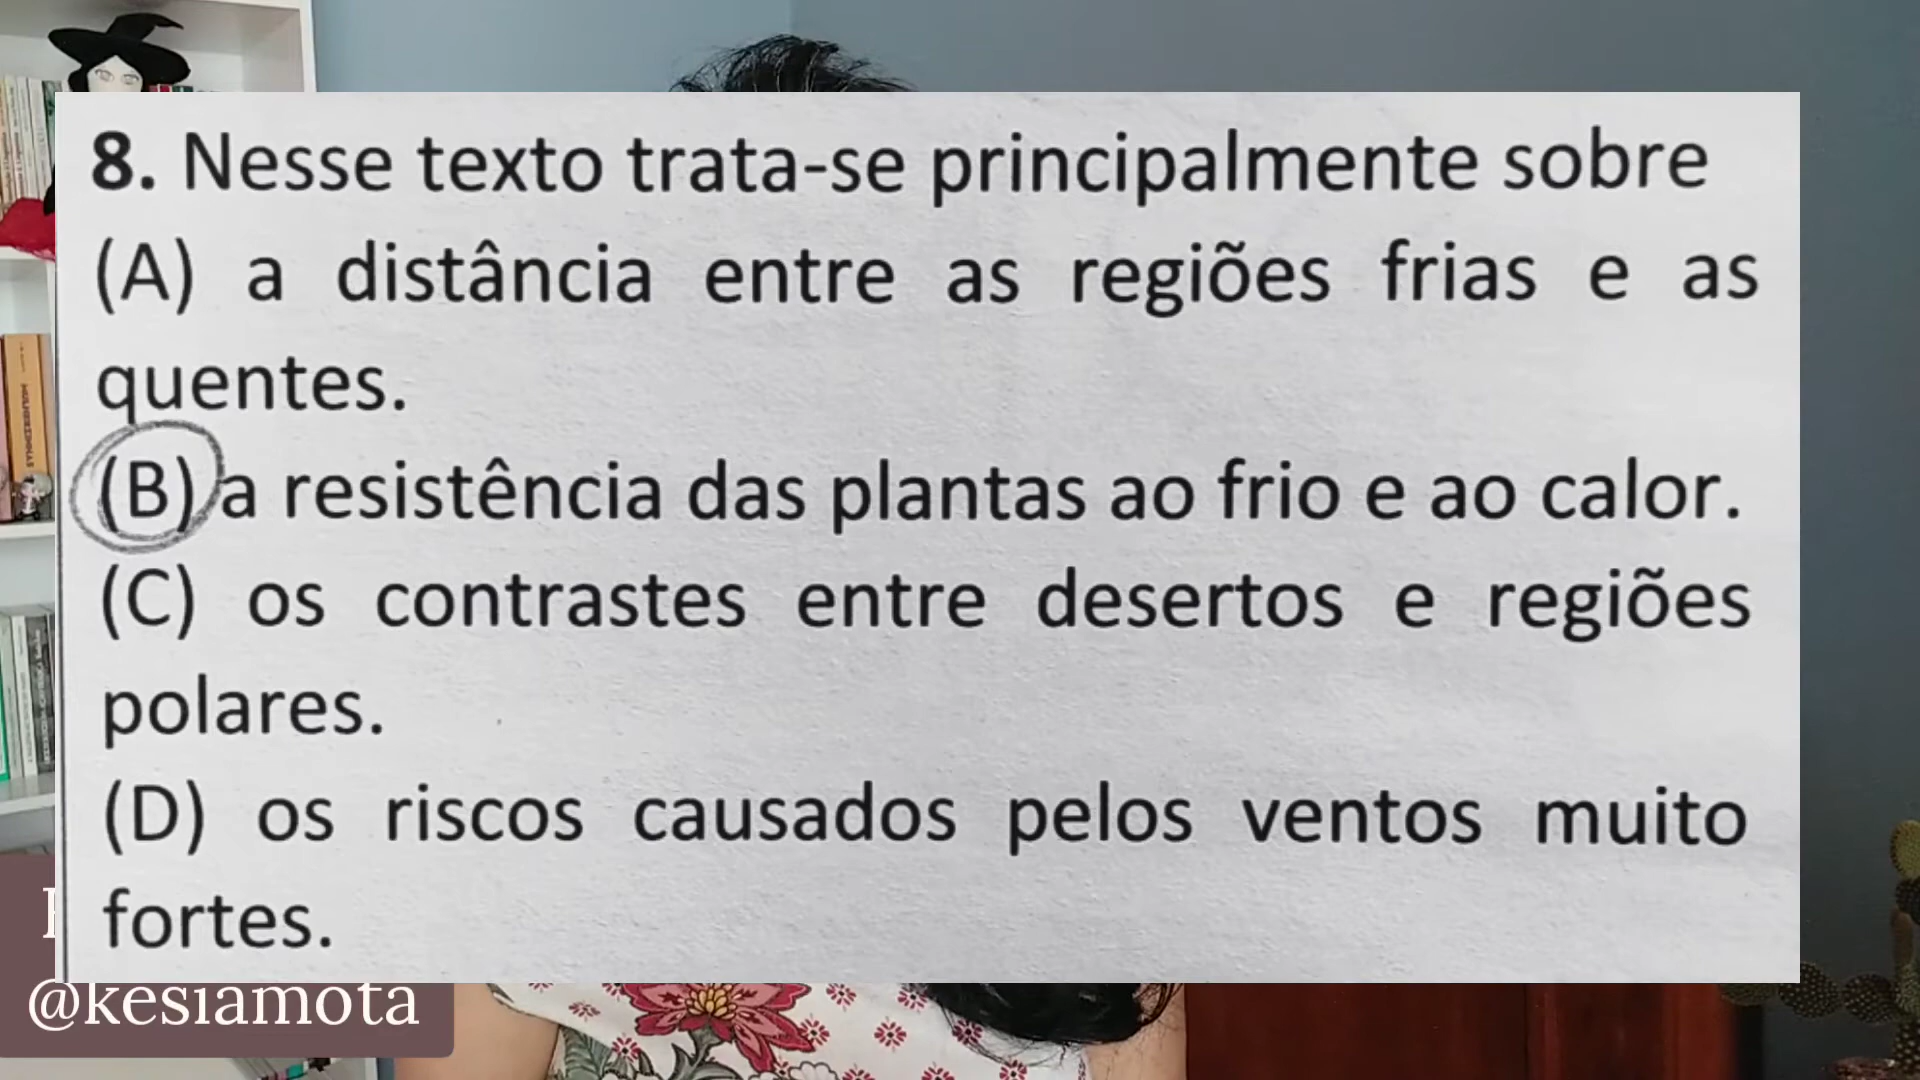 8. Nesse texto trata-se principalmente sobre
(A) a distância entre as regiões frias e as
quentes.
(B) a resistência das plantas ao frio e ao calor.
(C) os contrastes entre desertos e regiões
polares.
(D) os riscos causados pelos ventos muito
fortes.
@kesiamota